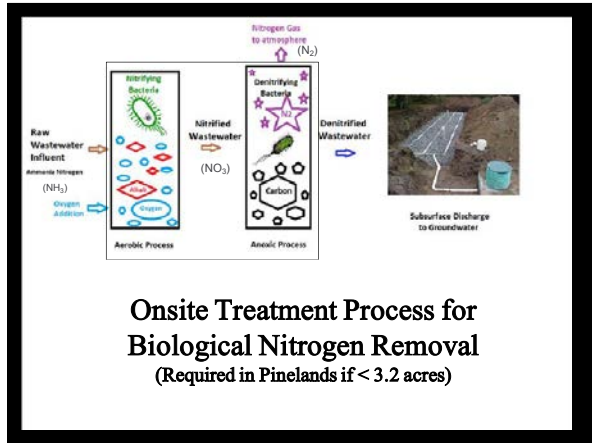 Nitrogen Gas
to atmosphere
(N₂)
Nitrifying
Bacteria
Denitrifying
Bacteria
N2
Raw
Wastewater
Influent
Ammonia Nitrogen
(NH₃)
Oxygen
Addition
Alkali
Oxygen
Aerobic Process
Nitrified
Wastewater
(NO₃)
Carbon
Anoxic Process
Denitrified
Wastewater
Subsurface Discharge
to Groundwater
Onsite Treatment Process for
Biological Nitrogen Removal
(Required in Pinelands if < 3.2 acres)